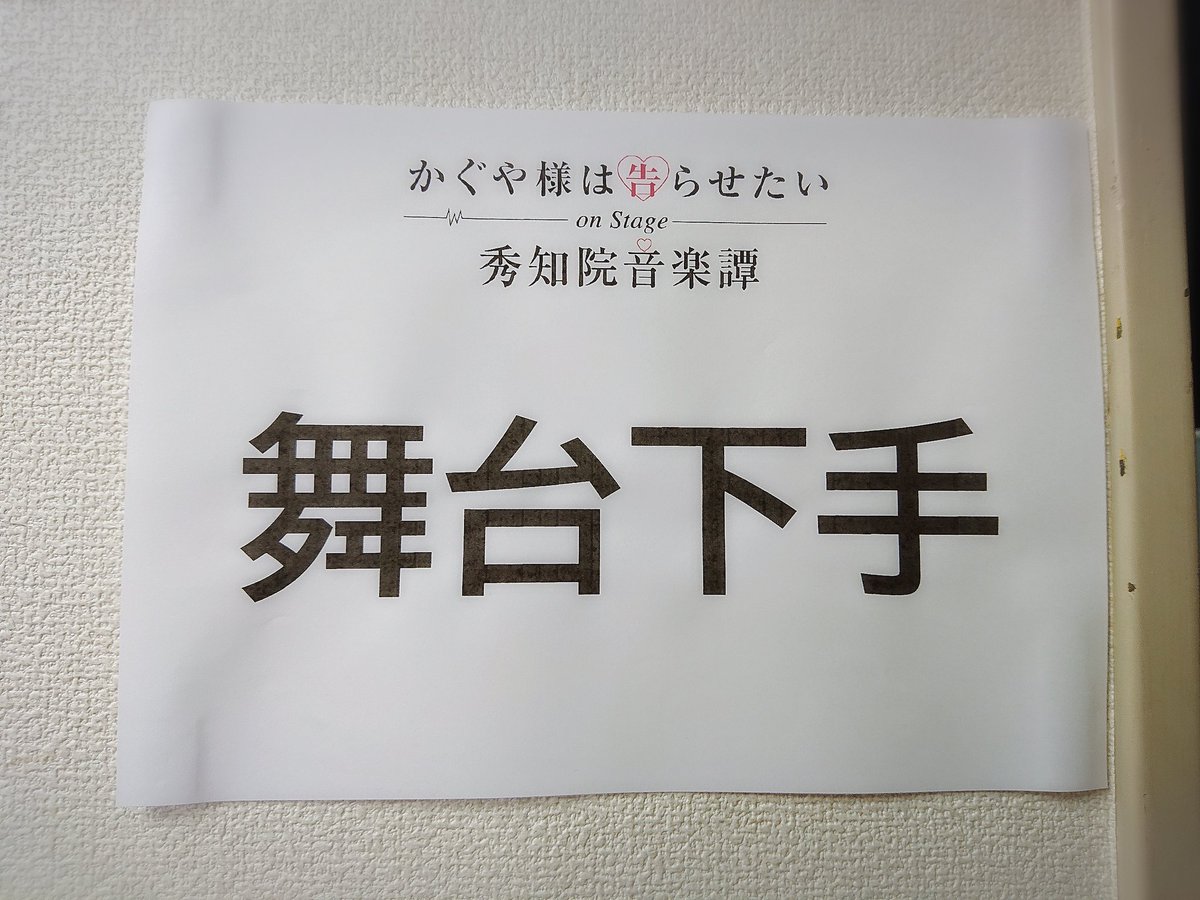 かぐや様は告らせたい
on Stage
秀知院音楽譚
舞台下手